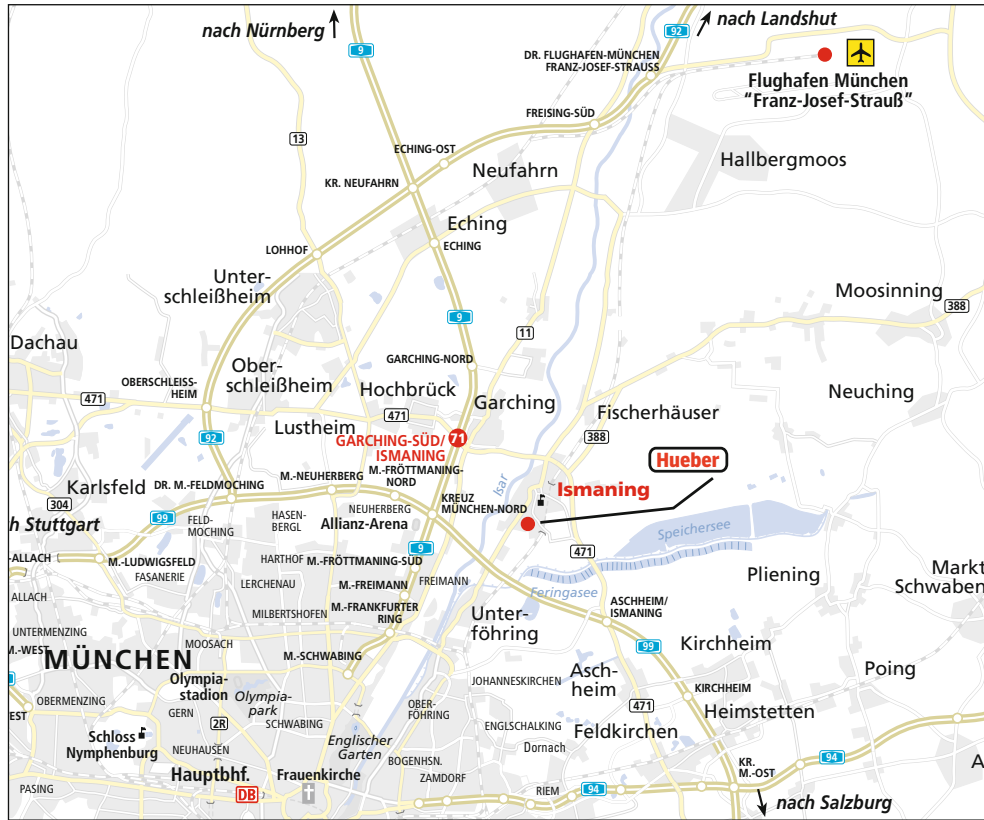 nach Nürnberg
nach Landshut
9
92
DR. FLUGHAFEN-MÜNCHEN
FRANZ-JOSEF-STRAUSS
Flughafen München
"Franz-Josef-Strauß"
FREISING-SÜD
13
ECHING-OST
Neufahrn
Hallbergmoos
KR. NEUFAHRN
Eching
ECHING
LOHHOF
Unter-
schleißheim
Moosinning
388
9
11
Dachau
GARCHING-NORD
Ober-
schleißheim
OBERSCHLEISS-
HEIM
Hochbrück
Neuching
471
471
Garching
Fischerhäuser
Lustheim
388
92
GARCHING-SÜD/
ISMANING
71
Hueber
M.-FRÖTTMANING-
NORD
M.-NEUHERBERG
Isar
Ismaning
Karlsfeld
DR. M.-FELDMOCHING
KREUZ
MÜNCHEN-NORD
304
99
HASEN-
BERGL
NEUHERBERG
Allianz-Arena
h Stuttgart
FELD-
MOCHING
Speichersee
-ALLACH
M.-LUDWIGSFELD
HARTHOF
M.-FRÖTTMANING-SÜD
9
471
FASANERIE
LERCHENAU
M.-FREIMANN
FREIMANN
Feringasee
Pliening
Markt
Schwaben
ALLACH
MILBERTSHOFEN
M.-FRANKFURTER
RING
Unter-
föhring
ASCHHEIM/
ISMANING
UNTERMENZING
M.-WEST
MOOSACH
Kirchheim
99
MÜNCHEN
M.-SCHWABING
Poing
Olympia-
stadion
Olympia-
park
JOHANNESKIRCHEN
Asch-
heim
KIRCHHEIM
OBERMENZING
GERN
OBER-
FÖHRING
471
Heimstetten
EST
2R
SCHWABING
ENGLSCHALKING
Feldkirchen
Schloss
Nymphenburg
NEUHAUSEN
Englischer
Garten
Dornach
BOGENHSN.
KR.
M.-OST
94
A
Hauptbhf.
Frauenkirche
ZAMDORF
PASING
DB
RIEM
94
nach Salzburg